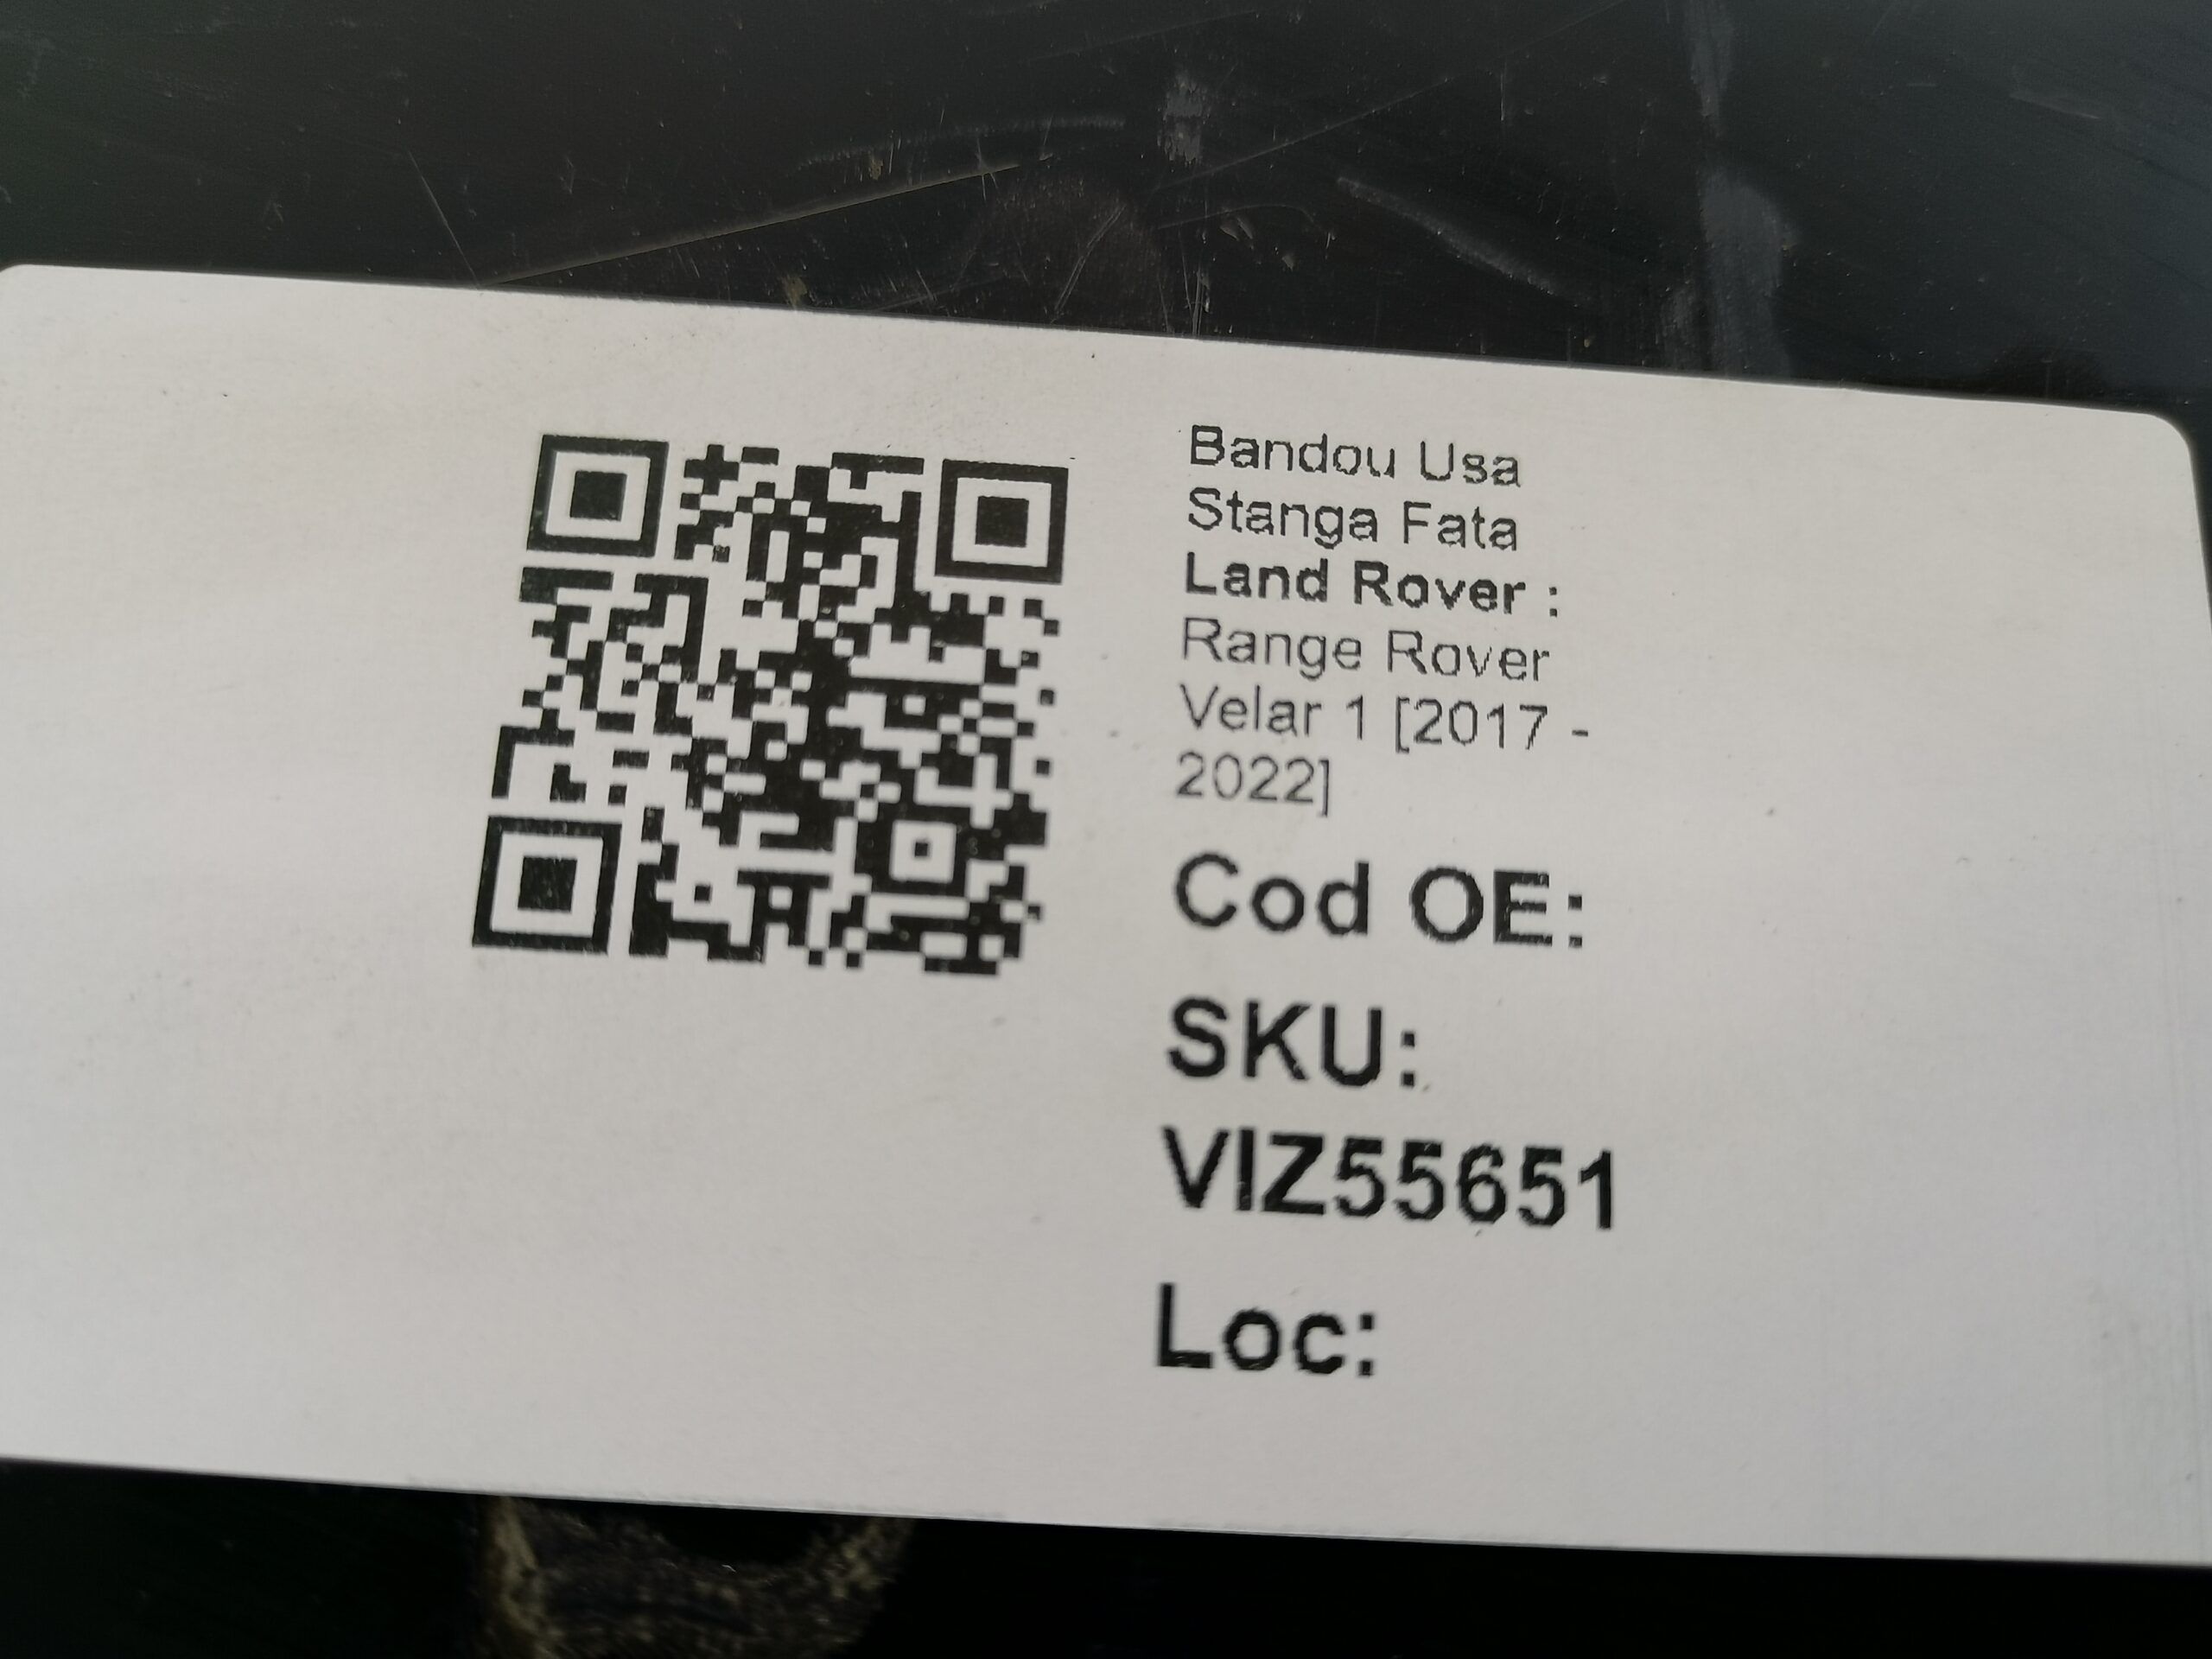 Bandou Usa
Stanga Fata
Land Rover :
Range Rover
Velar 1 [2017 -
2022]
Cod OE:
SKU:
VIZ55651
Loc: